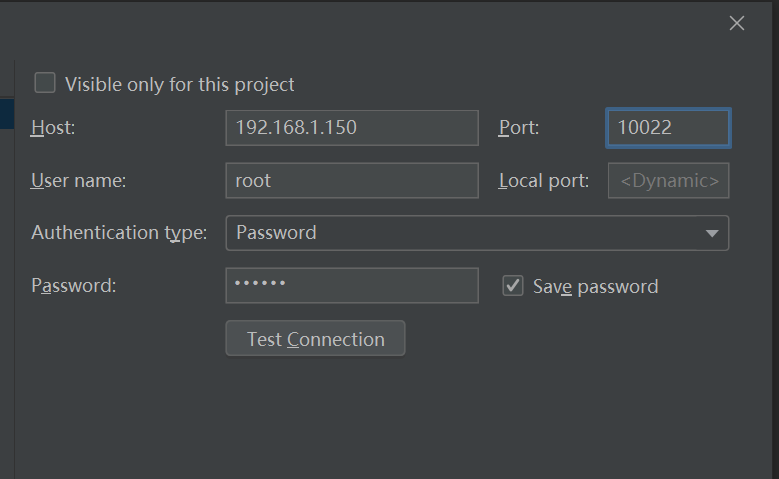 Visible only for this project
Host: 192.168.1.150 Port: 10022
User name: root Local port: <Dynamic>
Authentication type: Password
Password: •••••• Save password
Test Connection